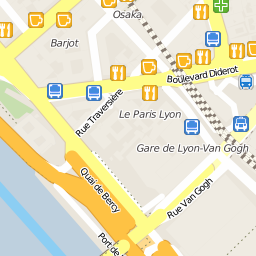 Osaka
Barjot
Boulevard Diderot
Rue Traversière
Le Paris Lyon
Gare de Lyon-Van Gogh
Quai de Bercy
Rue Van Gogh
Port de